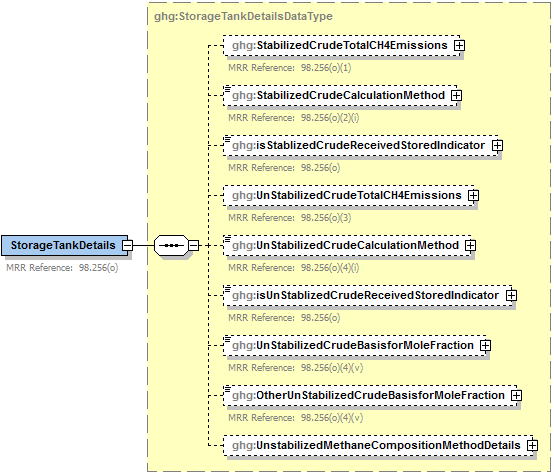 ghg:StorageTankDetailsDataType
ghg:StabilizedCrudeTotalCH4Emissions
MRR Reference: 98.256(o)(1)
ghg:StabilizedCrudeCalculationMethod
MRR Reference: 98.256(o)(2)(i)
ghg:isStablizedCrudeReceivedStoredIndicator
MRR Reference: 98.256(o)
ghg:UnStabilizedCrudeTotalCH4Emissions
MRR Reference: 98.256(o)(3)
StorageTankDetails
MRR Reference: 98.256(o)
ghg:UnStabilizedCrudeCalculationMethod
MRR Reference: 98.256(o)(4)(i)
ghg:isUnStablizedCrudeReceivedStoredIndicator
MRR Reference: 98.256(o)
ghg:UnStabilizedCrudeBasisforMoleFraction
MRR Reference: 98.256(o)(4)(v)
ghg:OtherUnStabilizedCrudeBasisforMoleFraction
MRR Reference: 98.256(o)(4)(v)
ghg:UnstabilizedMethaneCompositionMethodDetails